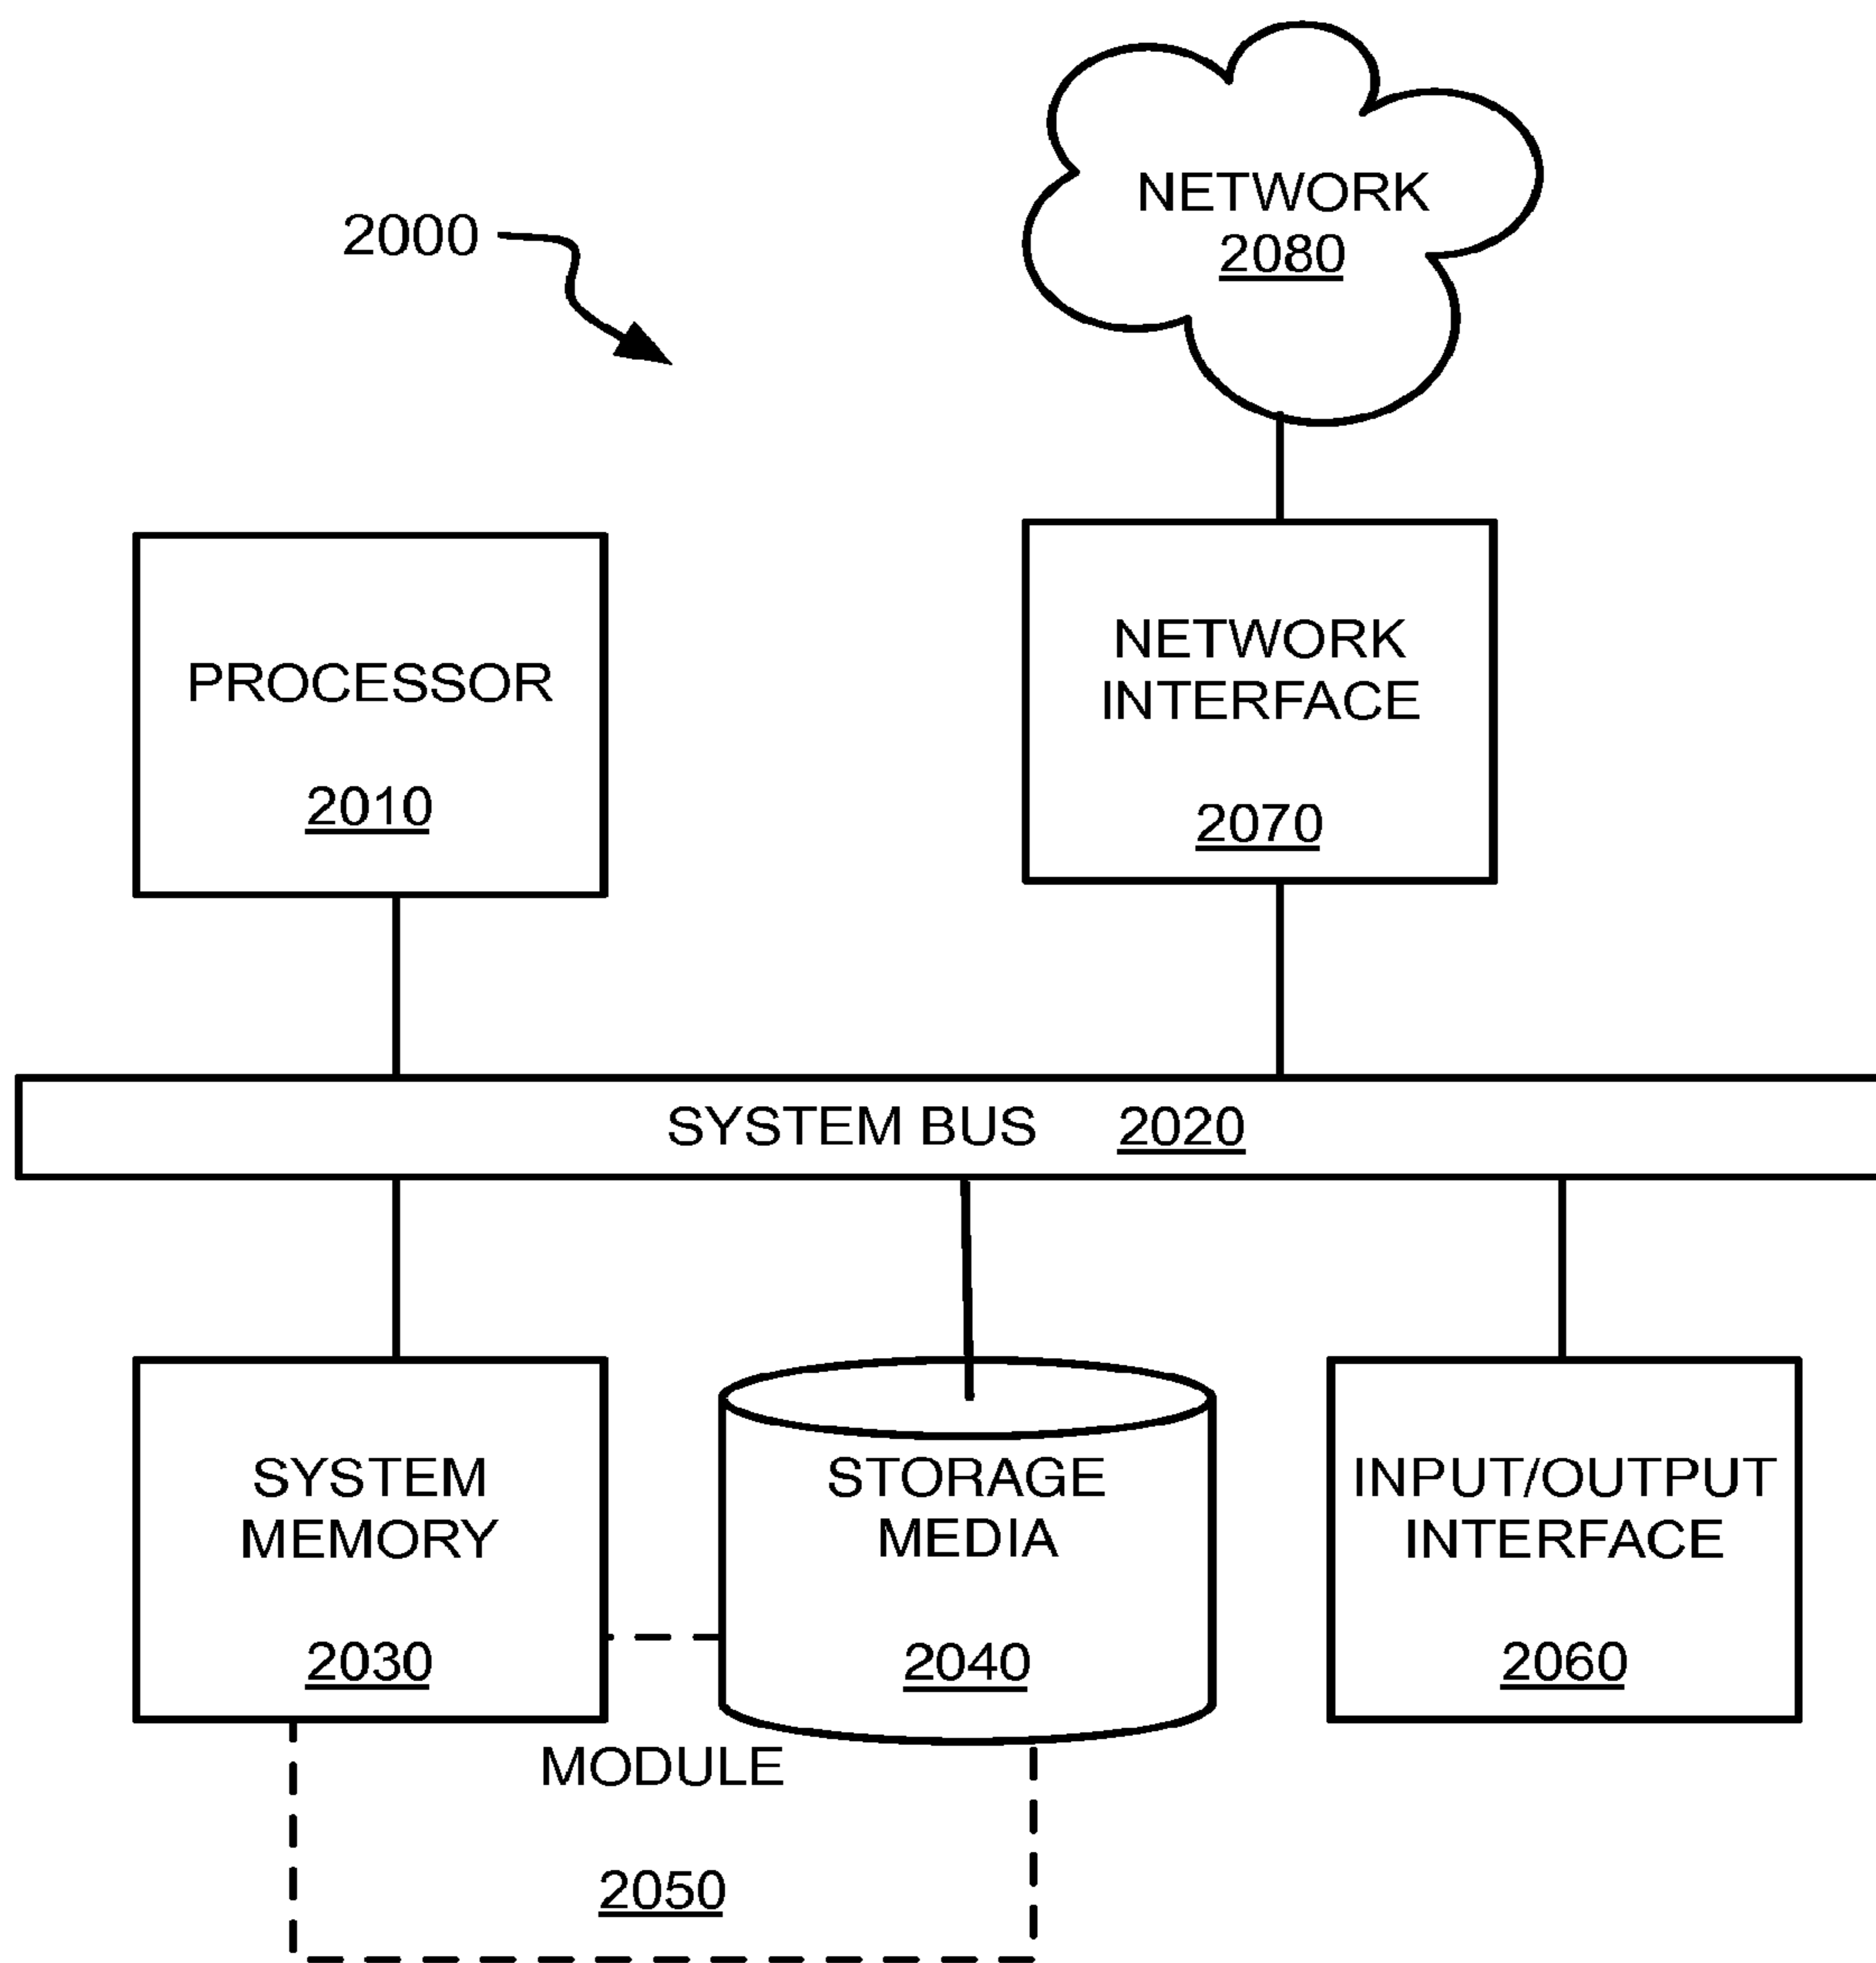 NETWORK
2080
2000
PROCESSOR
2010
NETWORK
INTERFACE
2070
SYSTEM BUS 2020
SYSTEM
MEMORY
2030
STORAGE
MEDIA
2040
INPUT/OUTPUT
INTERFACE
2060
MODULE
2050